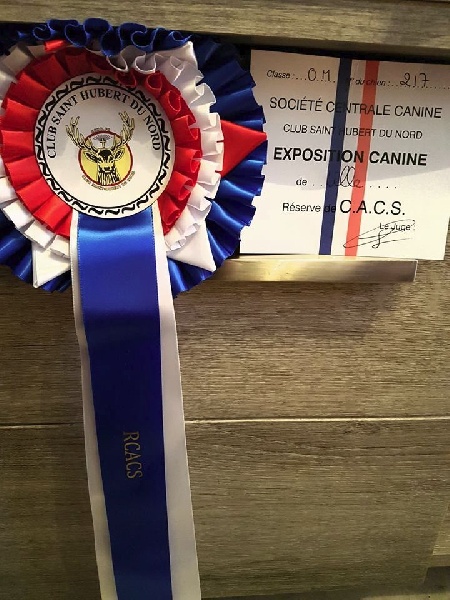 CLUB SAINT HUBERT DU NORD
Classe :...O.M. N° du chien : 217
SOCIÉTÉ CENTRALE CANINE
CLUB SAINT HUBERT DU NORD
EXPOSITION CANINE
de ...Lille....
Réserve de C.A.C.S.
Le Juge
RCACS